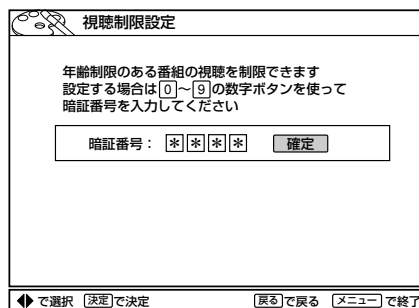 視聴制限設定
年齢制限のある番組の視聴を制限できます
設定する場合は0～9の数字ボタンを使って
暗証番号を入力してください
暗証番号： ＊＊＊＊ 確定
で選択 決定で決定 戻るで戻る メニューで終了